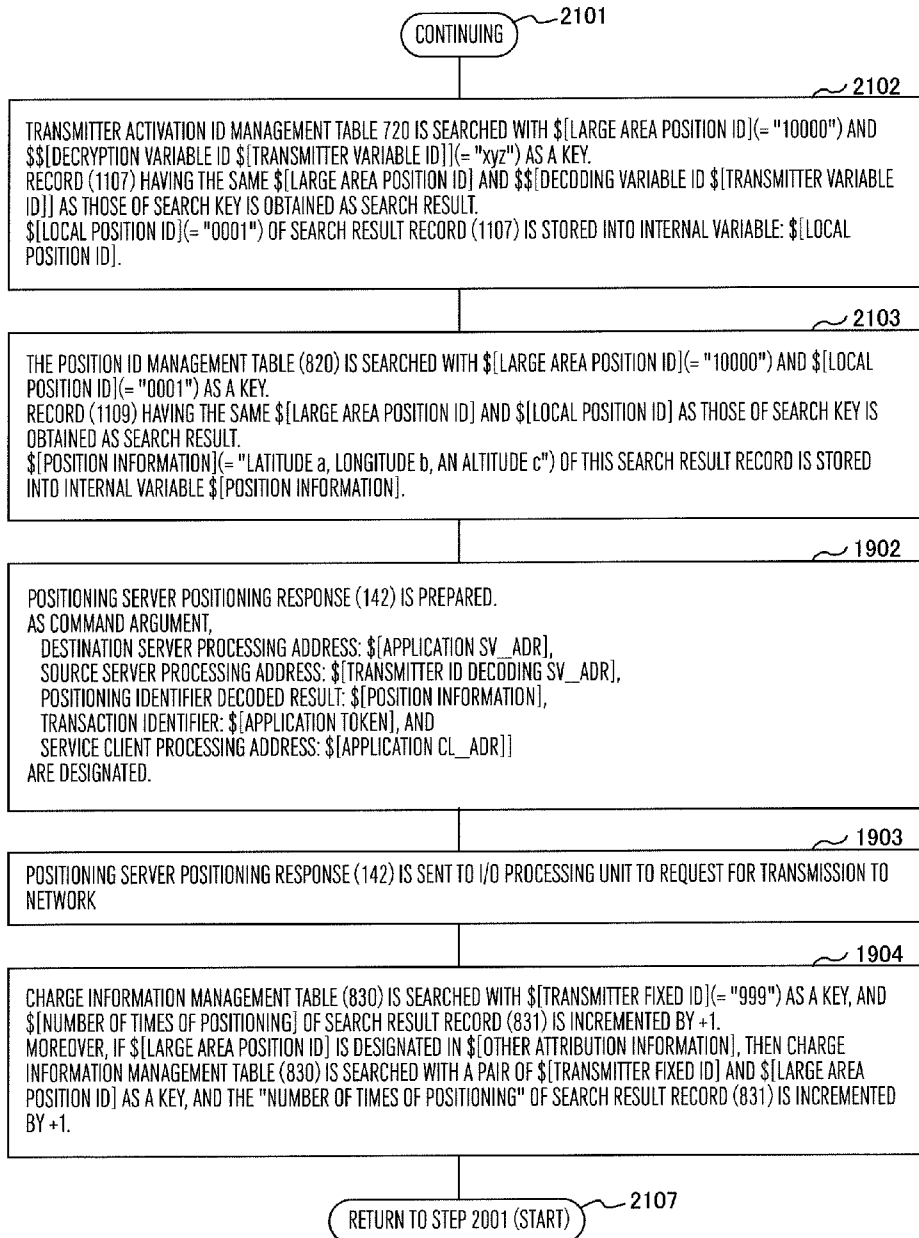 CONTINUING
2101
2102
TRANSMITTER ACTIVATION ID MANAGEMENT TABLE 720 IS SEARCHED WITH $[LARGE AREA POSITION ID](= "10000") AND
$$[DECRYPTION VARIABLE ID $[TRANSMITTER VARIABLE ID]](= "xyz") AS A KEY.
RECORD (1107) HAVING THE SAME $[LARGE AREA POSITION ID] AND $$[DECODING VARIABLE ID $[TRANSMITTER VARIABLE
ID]] AS THOSE OF SEARCH KEY IS OBTAINED AS SEARCH RESULT.
$[LOCAL POSITION ID](= "0001") OF SEARCH RESULT RECORD (1107) IS STORED INTO INTERNAL VARIABLE: $[LOCAL
POSITION ID].
2103
THE POSITION ID MANAGEMENT TABLE (820) IS SEARCHED WITH $[LARGE AREA POSITION ID](= "10000") AND $[LOCAL
POSITION ID](= "0001") AS A KEY.
RECORD (1109) HAVING THE SAME $[LARGE AREA POSITION ID] AND $[LOCAL POSITION ID] AS THOSE OF SEARCH KEY IS
OBTAINED AS SEARCH RESULT.
$[POSITION INFORMATION](= "LATITUDE a, LONGITUDE b, AN ALTITUDE c") OF THIS SEARCH RESULT RECORD IS STORED
INTO INTERNAL VARIABLE $[POSITION INFORMATION].
1902
POSITIONING SERVER POSITIONING RESPONSE (142) IS PREPARED.
AS COMMAND ARGUMENT,
DESTINATION SERVER PROCESSING ADDRESS: $[APPLICATION SV_ADR],
SOURCE SERVER PROCESSING ADDRESS: $[TRANSMITTER ID DECODING SV_ADR],
POSITIONING IDENTIFIER DECODED RESULT: $[POSITION INFORMATION],
TRANSACTION IDENTIFIER: $[APPLICATION TOKEN], AND
SERVICE CLIENT PROCESSING ADDRESS: $[APPLICATION CL_ADR]]
ARE DESIGNATED.
1903
POSITIONING SERVER POSITIONING RESPONSE (142) IS SENT TO I/O PROCESSING UNIT TO REQUEST FOR TRANSMISSION TO
NETWORK
1904
CHARGE INFORMATION MANAGEMENT TABLE (830) IS SEARCHED WITH $[TRANSMITTER FIXED ID](= "999") AS A KEY, AND
$[NUMBER OF TIMES OF POSITIONING] OF SEARCH RESULT RECORD (831) IS INCREMENTED BY +1.
MOREOVER, IF $[LARGE AREA POSITION ID] IS DESIGNATED IN $[OTHER ATTRIBUTION INFORMATION], THEN CHARGE
INFORMATION MANAGEMENT TABLE (830) IS SEARCHED WITH A PAIR OF $[TRANSMITTER FIXED ID] AND $[LARGE AREA
POSITION ID] AS A KEY, AND THE "NUMBER OF TIMES OF POSITIONING" OF SEARCH RESULT RECORD (831) IS INCREMENTED
BY +1.
2107
RETURN TO STEP 2001 (START)